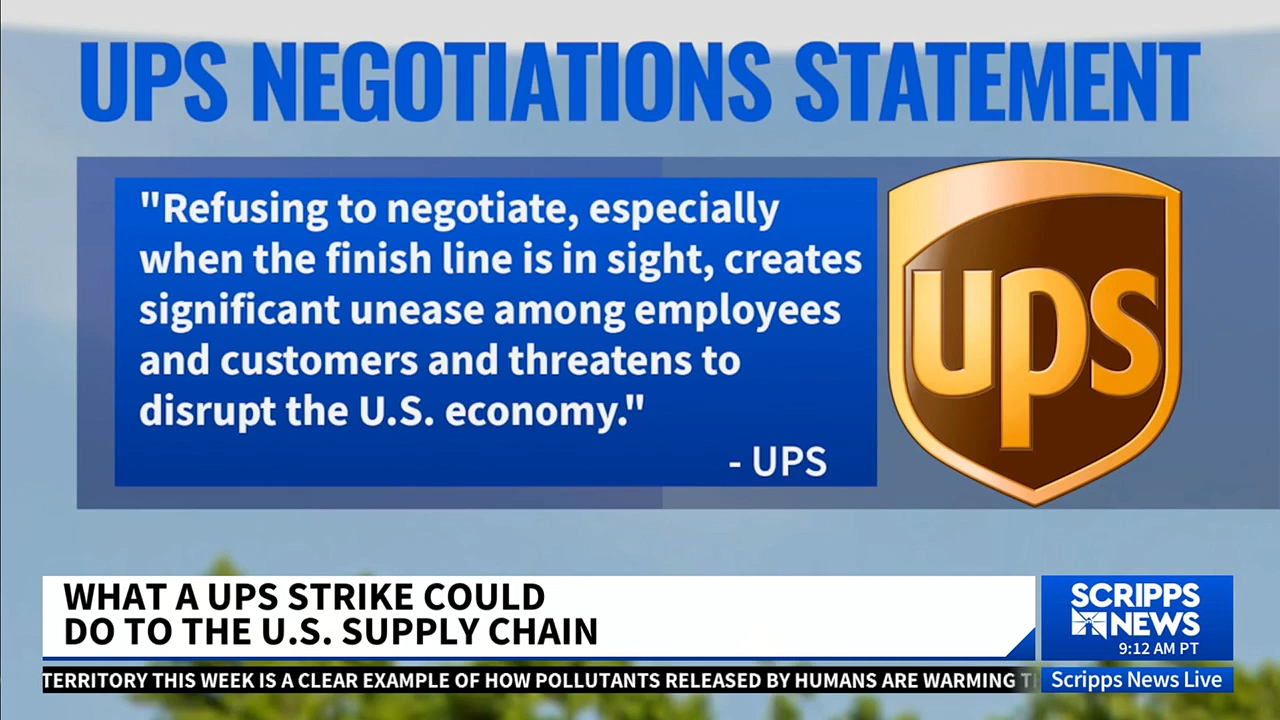 UPS NEGOTIATIONS STATEMENT
"Refusing to negotiate, especially
when the finish line is in sight, creates
significant unease among employees
and customers and threatens to
disrupt the U.S. economy."
- UPS
ups
WHAT A UPS STRIKE COULD
DO TO THE U.S. SUPPLY CHAIN
SCRIPPS
NEWS
9:12 AM PT
TERRITORY THIS WEEK IS A CLEAR EXAMPLE OF HOW POLLUTANTS RELEASED BY HUMANS ARE WARMING
Scripps News Live